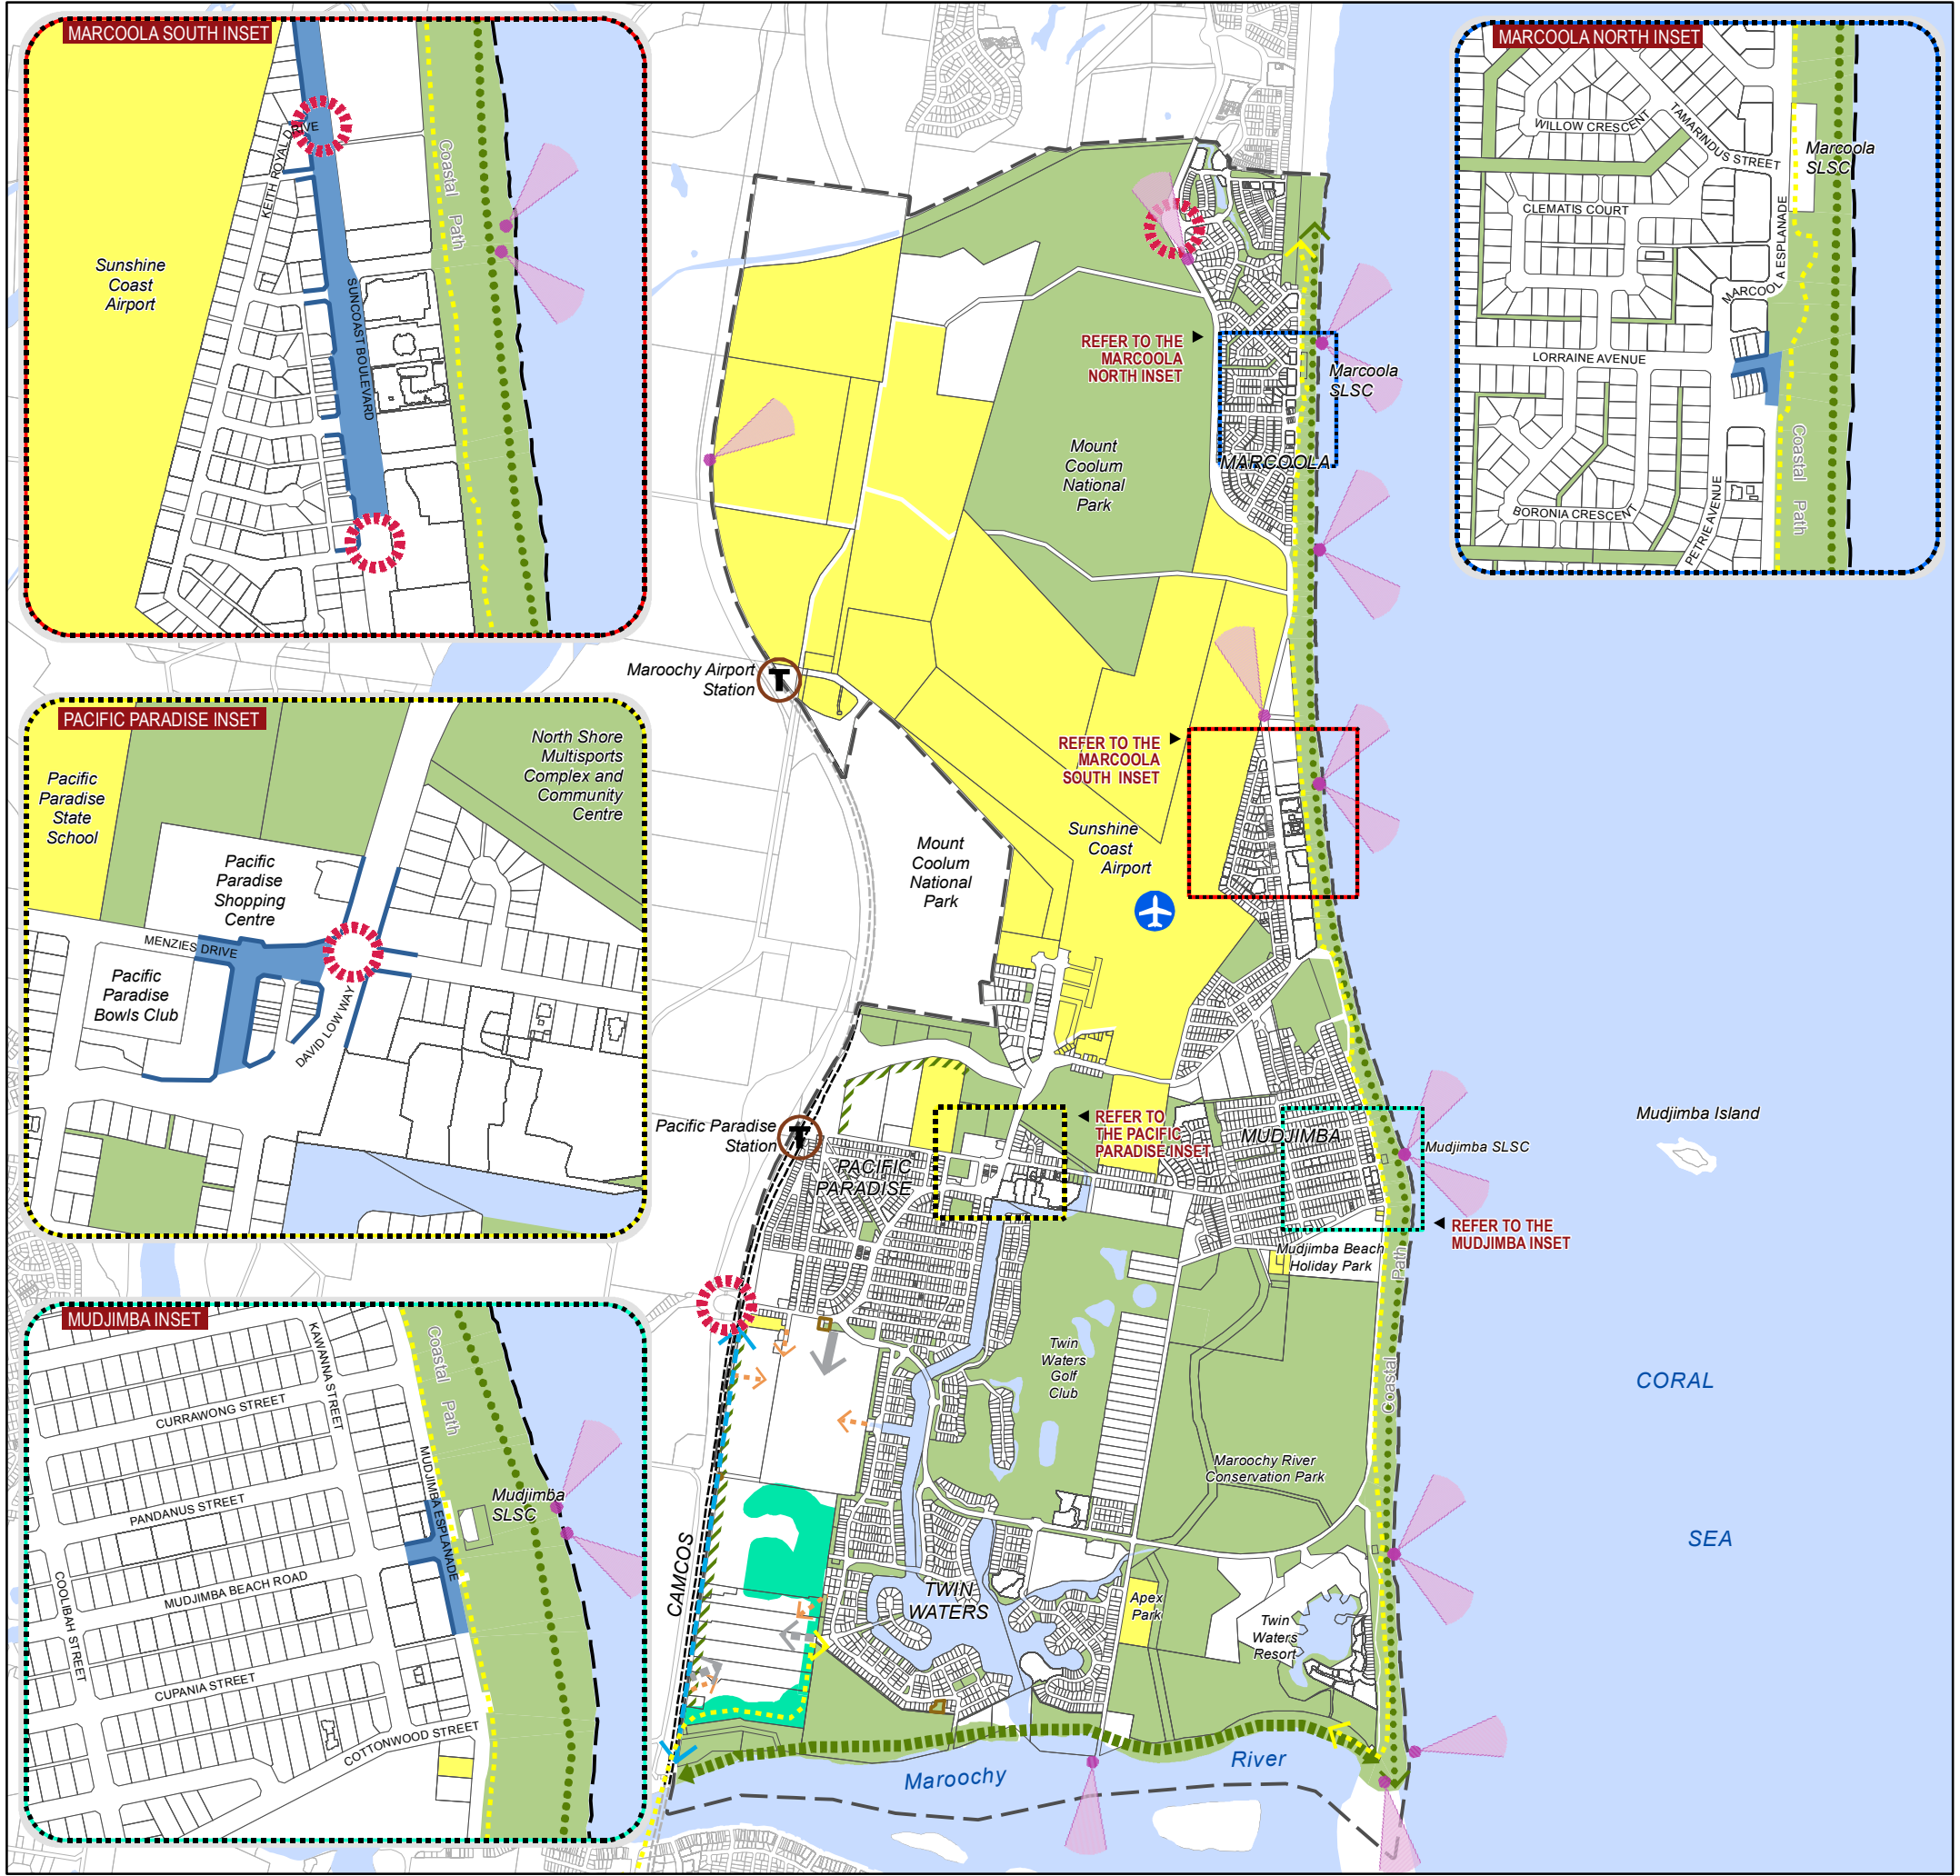 MARCOOLA SOUTH INSET
KEITH ROYAL DRIVE
Sunshine
Coast
Airport
SUNCOAST BOULEVARD
Coastal Path
MARCOOLA NORTH INSET
WILLOW CRESCENT
TAMARINDUS STREET
Marcoola
SLSC
CLEMATIS COURT
MARCOOLA ESPLANADE
LORRAINE AVENUE
BORONIA CRESCENT
PETRIE AVENUE
Coastal Path
REFER TO THE
MARCOOLA
NORTH INSET
Marcoola
SLSC
MARCOOLA
Mount
Coolum
National
Park
Maroochy Airport
Station
T
REFER TO THE
MARCOOLA
SOUTH INSET
Sunshine
Coast
Airport
Mount
Coolum
National
Park
PACIFIC PARADISE INSET
Pacific
Paradise
State
School
North Shore
Multisports
Complex and
Community
Centre
Pacific
Paradise
Shopping
Centre
MENZIES DRIVE
Pacific
Paradise
Bowls Club
DAVID LOW WAY
Pacific Paradise
Station
T
PACIFIC
PARADISE
REFER TO
THE PACIFIC
PARADISE INSET
MUDJIMBA
Mudjimba SLSC
Mudjimba Island
REFER TO THE
MUDJIMBA INSET
Mudjimba Beach
Holiday Park
Coastal Path
Twin
Waters
Golf
Club
CORAL
SEA
Maroochy River
Conservation Park
CAMCOS
TWIN
WATERS
Apex
Park
Twin
Waters
Resort
Maroochy River
MUDJIMBA INSET
KAWANNA STREET
Coastal Path
CURRAWONG STREET
MUDJIMBA ESPLANADE
PANDANUS STREET
Mudjimba
SLSC
COOLIBAH STREET
MUDJIMBA BEACH ROAD
CUPANIA STREET
COTTONWOOD STREET